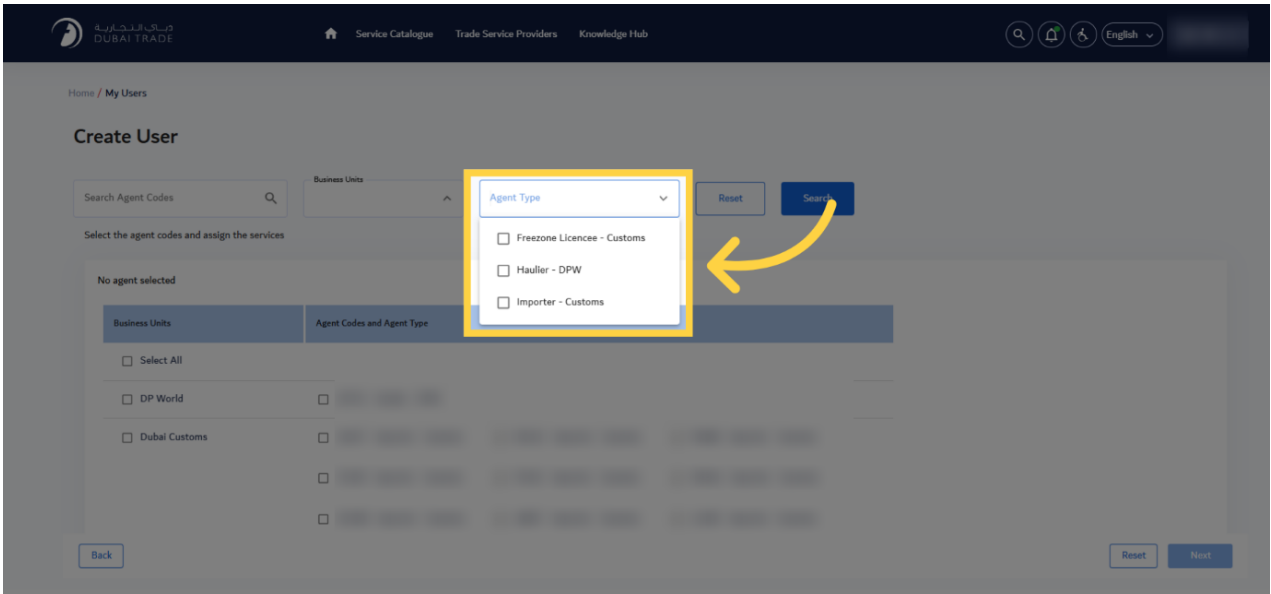 دبي التجارية
DUBAI TRADE
Service Catalogue Trade Service Providers Knowledge Hub
English
Home / My Users
Create User
Search Agent Codes
Business Units
Agent Type
Reset
Search
Freezone Licencee - Customs
Haulier - DPW
Importer - Customs
Select the agent codes and assign the services
No agent selected
Business Units Agent Codes and Agent Type
Select All
DP World
Dubai Customs
Back Reset Next